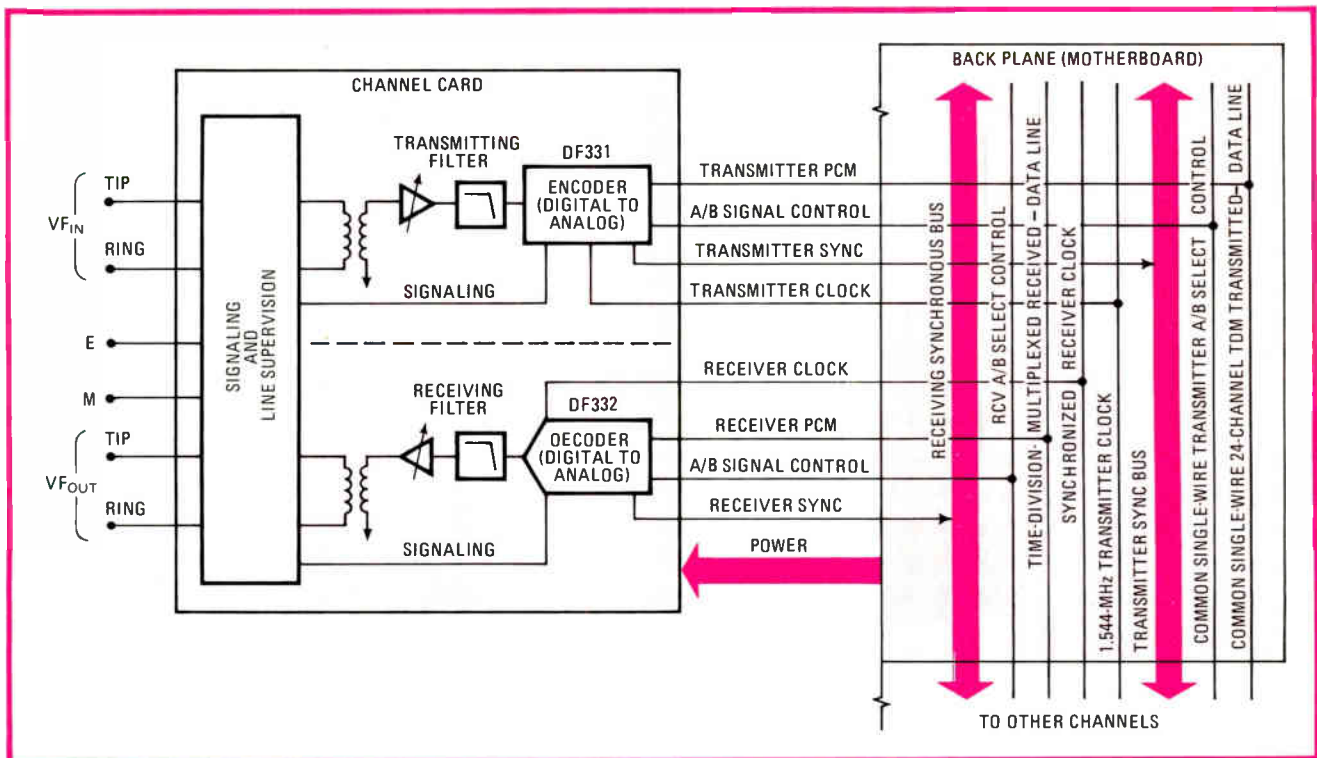 CHANNEL CARD
BACK PLANE (MOTHERBOARD)
VF_IN
TIP
RING
E
M
VF_OUT
TIP
RING
SIGNALING
AND
LINE SUPERVISION
TRANSMITTING
FILTER
DF331
ENCODER
(DIGITAL TO
ANALOG)
SIGNALING
RECEIVING
FILTER
DF332
DECODER
(DIGITAL TO
ANALOG)
SIGNALING
TRANSMITTER PCM
A/B SIGNAL CONTROL
TRANSMITTER SYNC
TRANSMITTER CLOCK
RECEIVER CLOCK
RECEIVER PCM
A/B SIGNAL CONTROL
RECEIVER SYNC
POWER
RECEIVING SYNCHRONOUS BUS
RCV A/B SELECT CONTROL
TIME-DIVISION- MULTIPLEXED RECEIVED – DATA LINE
SYNCHRONIZED RECEIVER CLOCK
1.544-MHz TRANSMITTER CLOCK
TRANSMITTER SYNC BUS
COMMON SINGLE-WIRE TRANSMITTER A/B SELECT CONTROL
COMMON SINGLE-WIRE 24-CHANNEL TDM TRANSMITTED– DATA LINE
TO OTHER CHANNELS